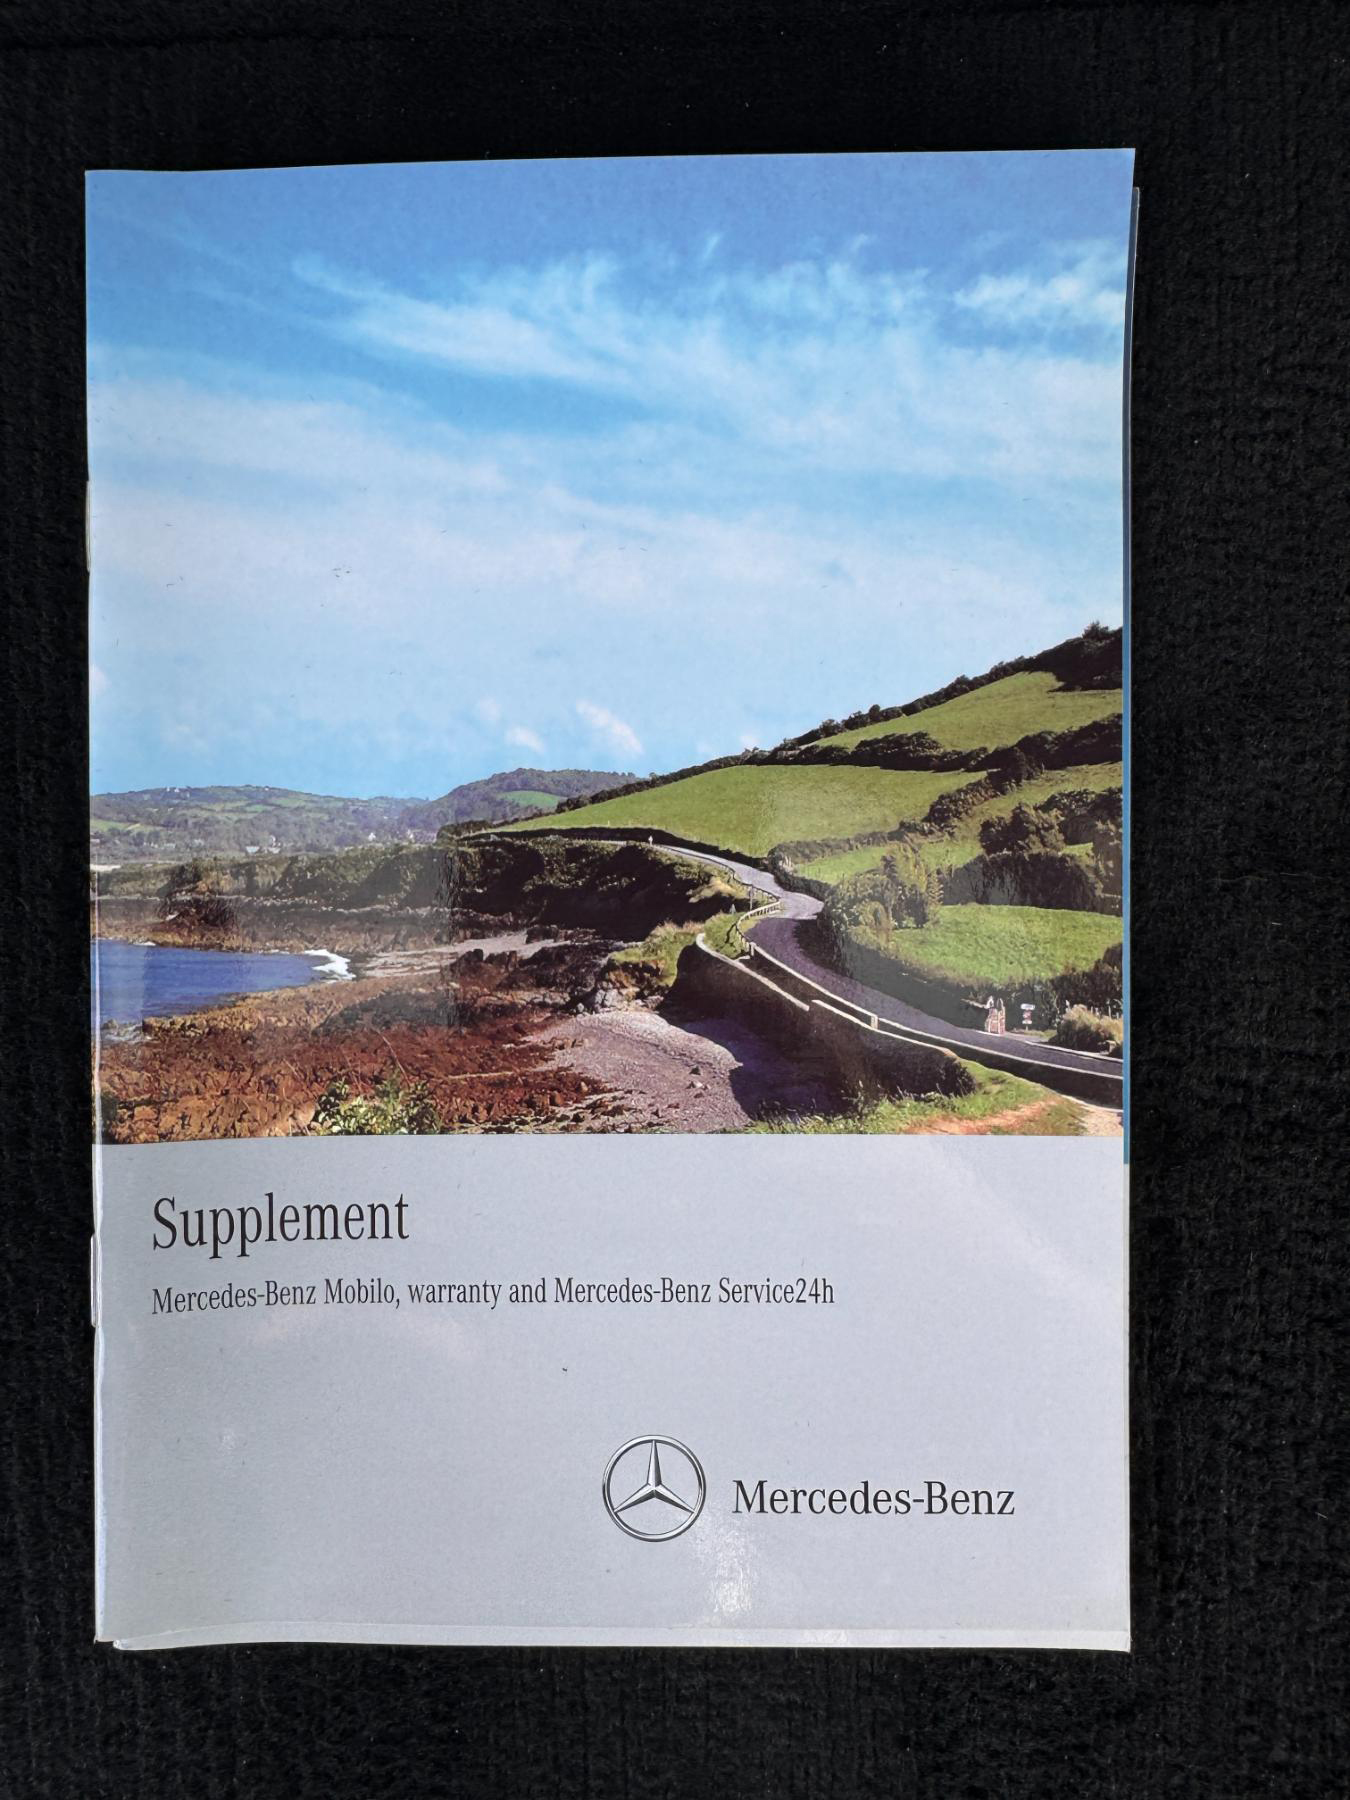 Supplement
Mercedes-Benz Mobilo, warranty and Mercedes-Benz Service24h
Mercedes-Benz